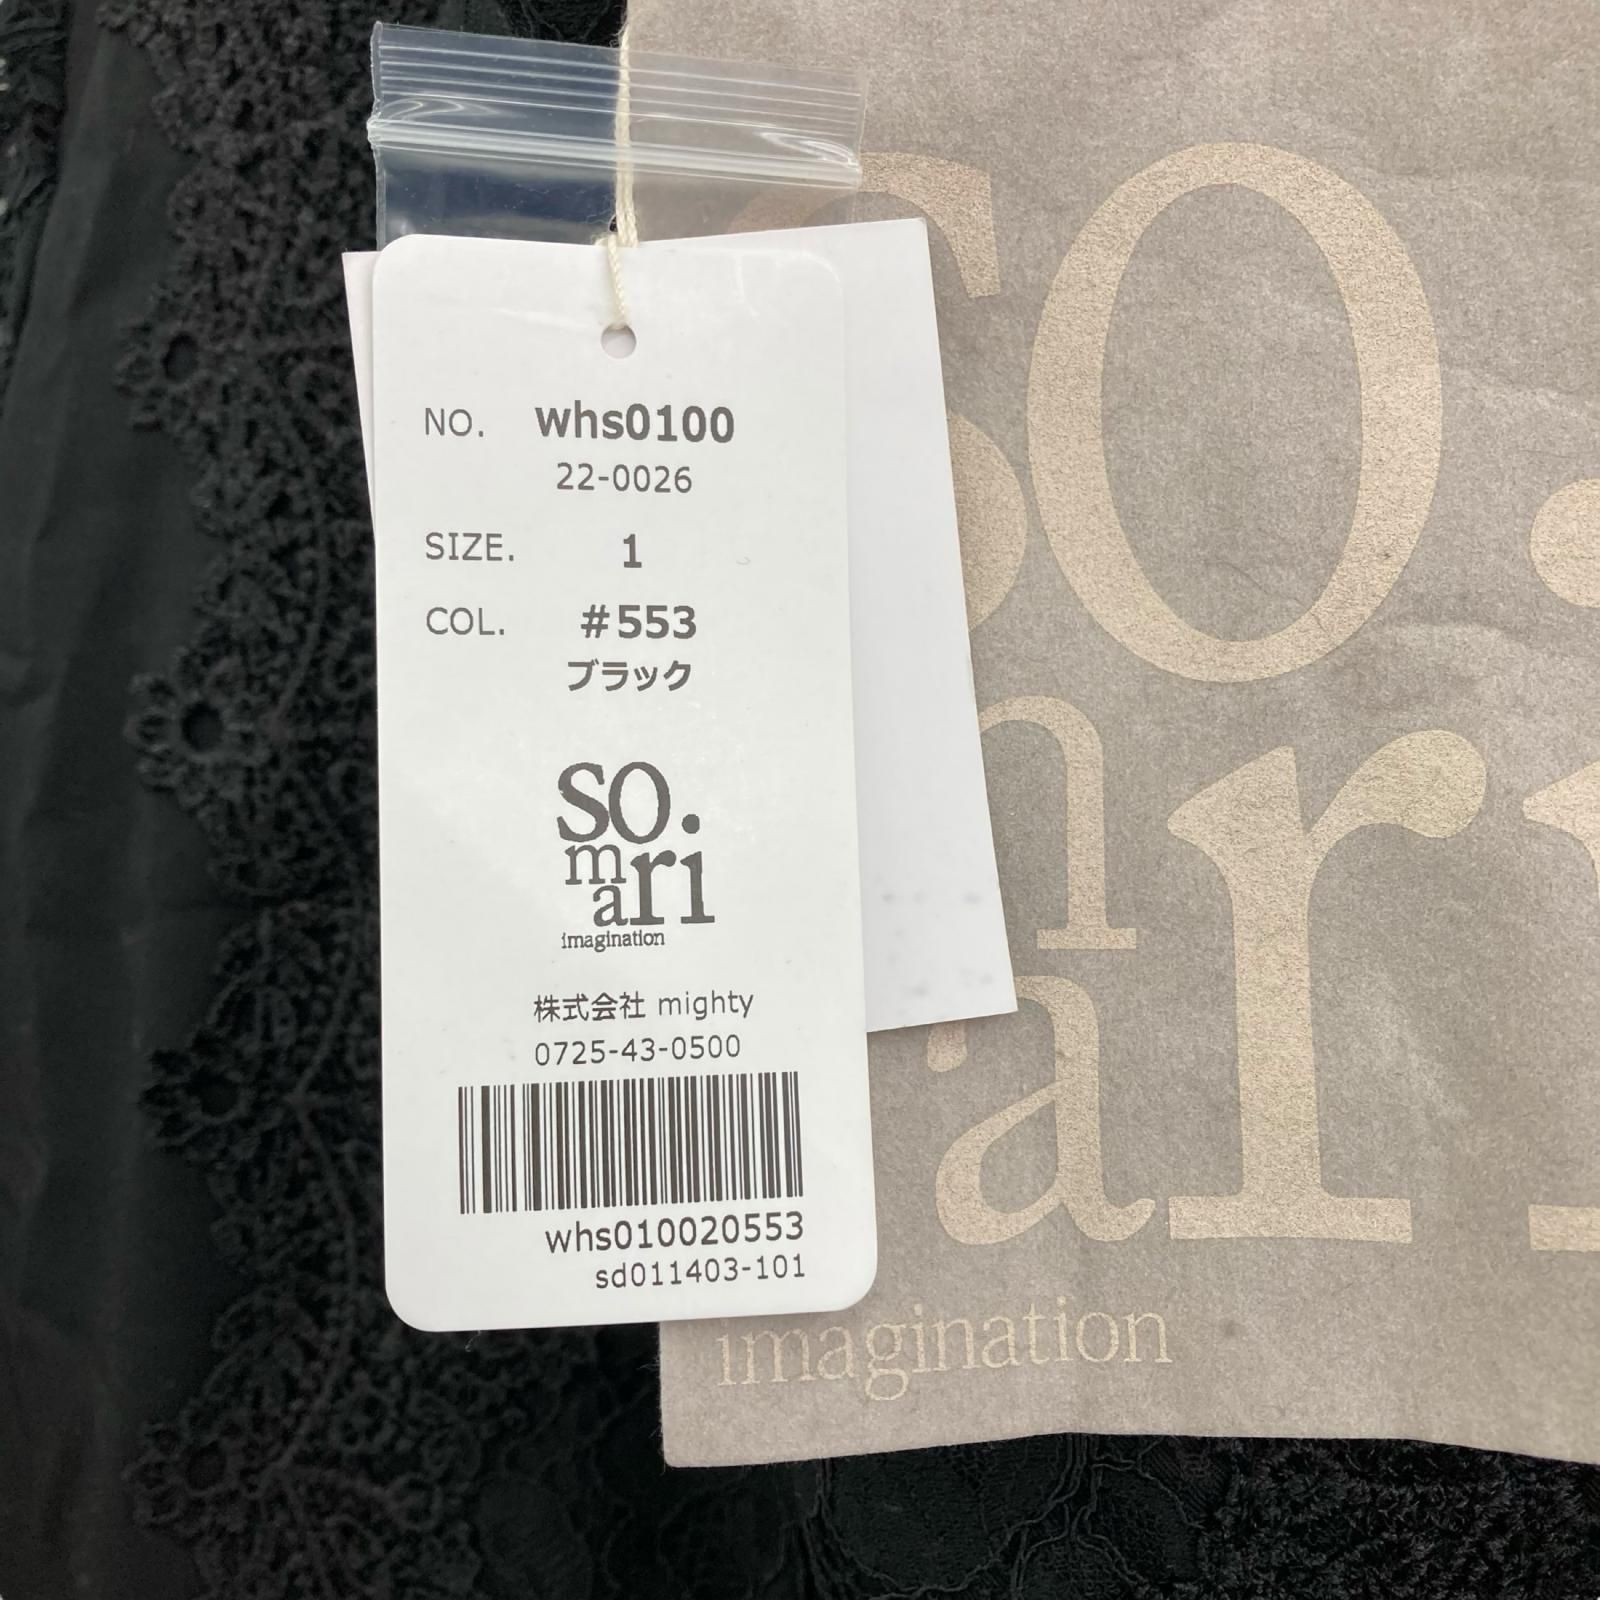 NO. whs0100
22-0026
SIZE. 1
COL. #553
ブラック
so.
mari
imagination
株式会社 mighty
0725-43-0500
whs010020553
sd011403-101
so.
mari
imagination